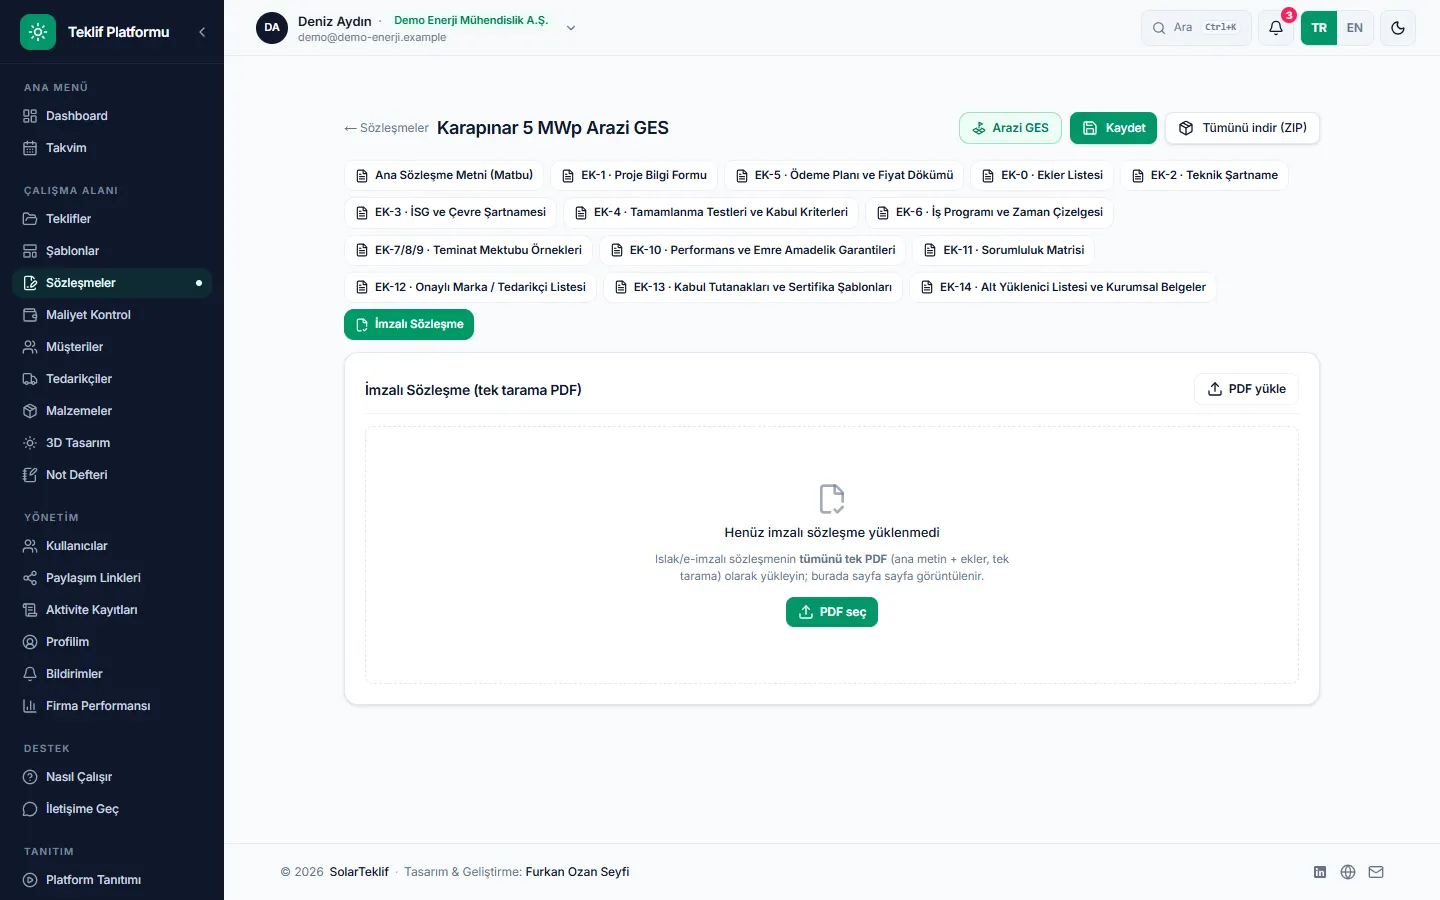 Teklif Platformu
DA
Deniz Aydın · Demo Enerji Mühendislik A.Ş.
demo@demo-enerji.example
Ara Ctrl+K
3
TR EN
ANA MENÜ
Dashboard
Takvim
ÇALIŞMA ALANI
Teklifler
Şablonlar
Sözleşmeler
Maliyet Kontrol
Müşteriler
Tedarikçiler
Malzemeler
3D Tasarım
Not Defteri
YÖNETİM
Kullanıcılar
Paylaşım Linkleri
Aktivite Kayıtları
Profilim
Bildirimler
Firma Performansı
DESTEK
Nasıl Çalışır
İletişime Geç
TANITIM
Platform Tanıtımı
← Sözleşmeler Karapınar 5 MWp Arazi GES
Arazi GES Kaydet Tümünü indir (ZIP)
Ana Sözleşme Metni (Matbu) EK-1 · Proje Bilgi Formu EK-5 · Ödeme Planı ve Fiyat Dökümü EK-0 · Ekler Listesi EK-2 · Teknik Şartname
EK-3 · İSG ve Çevre Şartnamesi EK-4 · Tamamlanma Testleri ve Kabul Kriterleri EK-6 · İş Programı ve Zaman Çizelgesi
EK-7/8/9 · Teminat Mektubu Örnekleri EK-10 · Performans ve Emre Amadelik Garantileri EK-11 · Sorumluluk Matrisi
EK-12 · Onaylı Marka / Tedarikçi Listesi EK-13 · Kabul Tutanakları ve Sertifika Şablonları EK-14 · Alt Yüklenici Listesi ve Kurumsal Belgeler
İmzalı Sözleşme
İmzalı Sözleşme (tek tarama PDF)
PDF yükle
Henüz imzalı sözleşme yüklenmedi
Islak/e-imzalı sözleşmenin tümünü tek PDF (ana metin + ekler, tek
tarama) olarak yükleyin; burada sayfa sayfa görüntülenir.
PDF seç
© 2026 SolarTeklif · Tasarım & Geliştirme: Furkan Ozan Seyfi